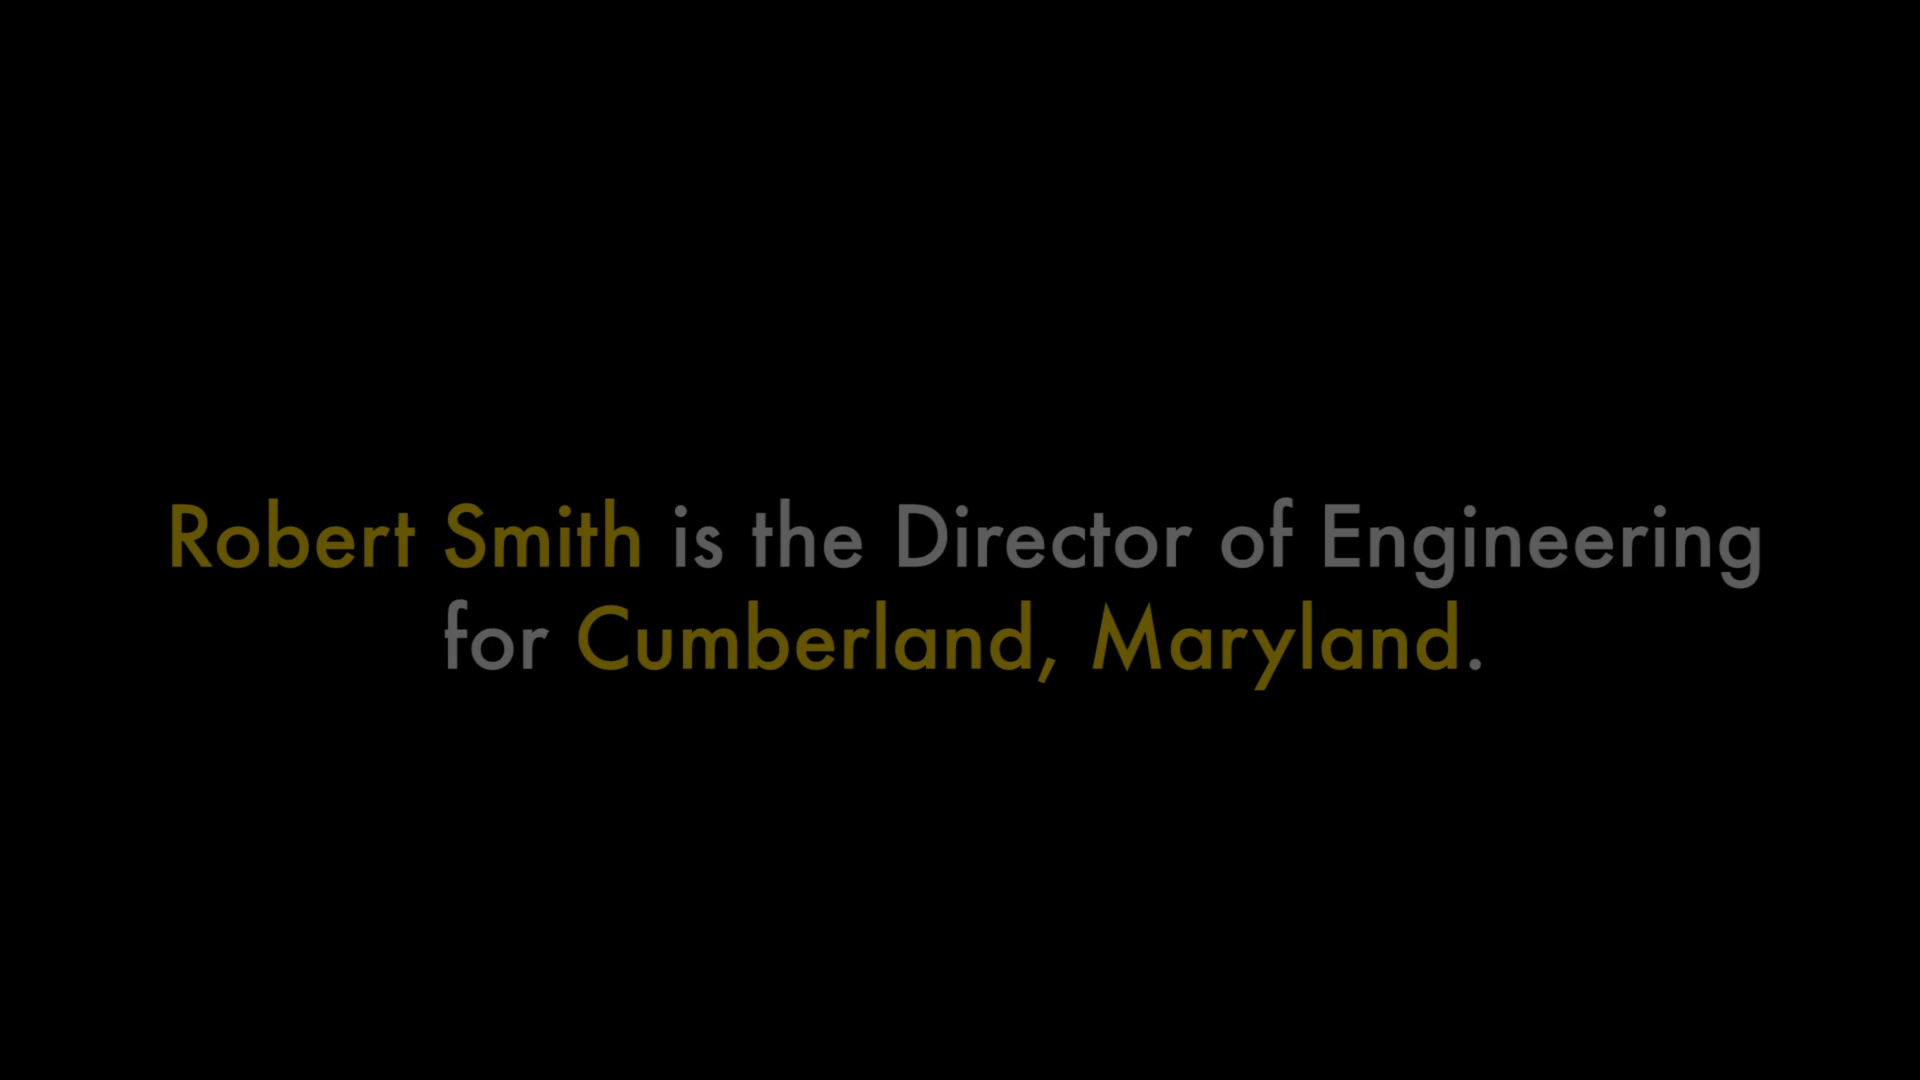 Robert Smith is the Director of Engineering
for Cumberland, Maryland.